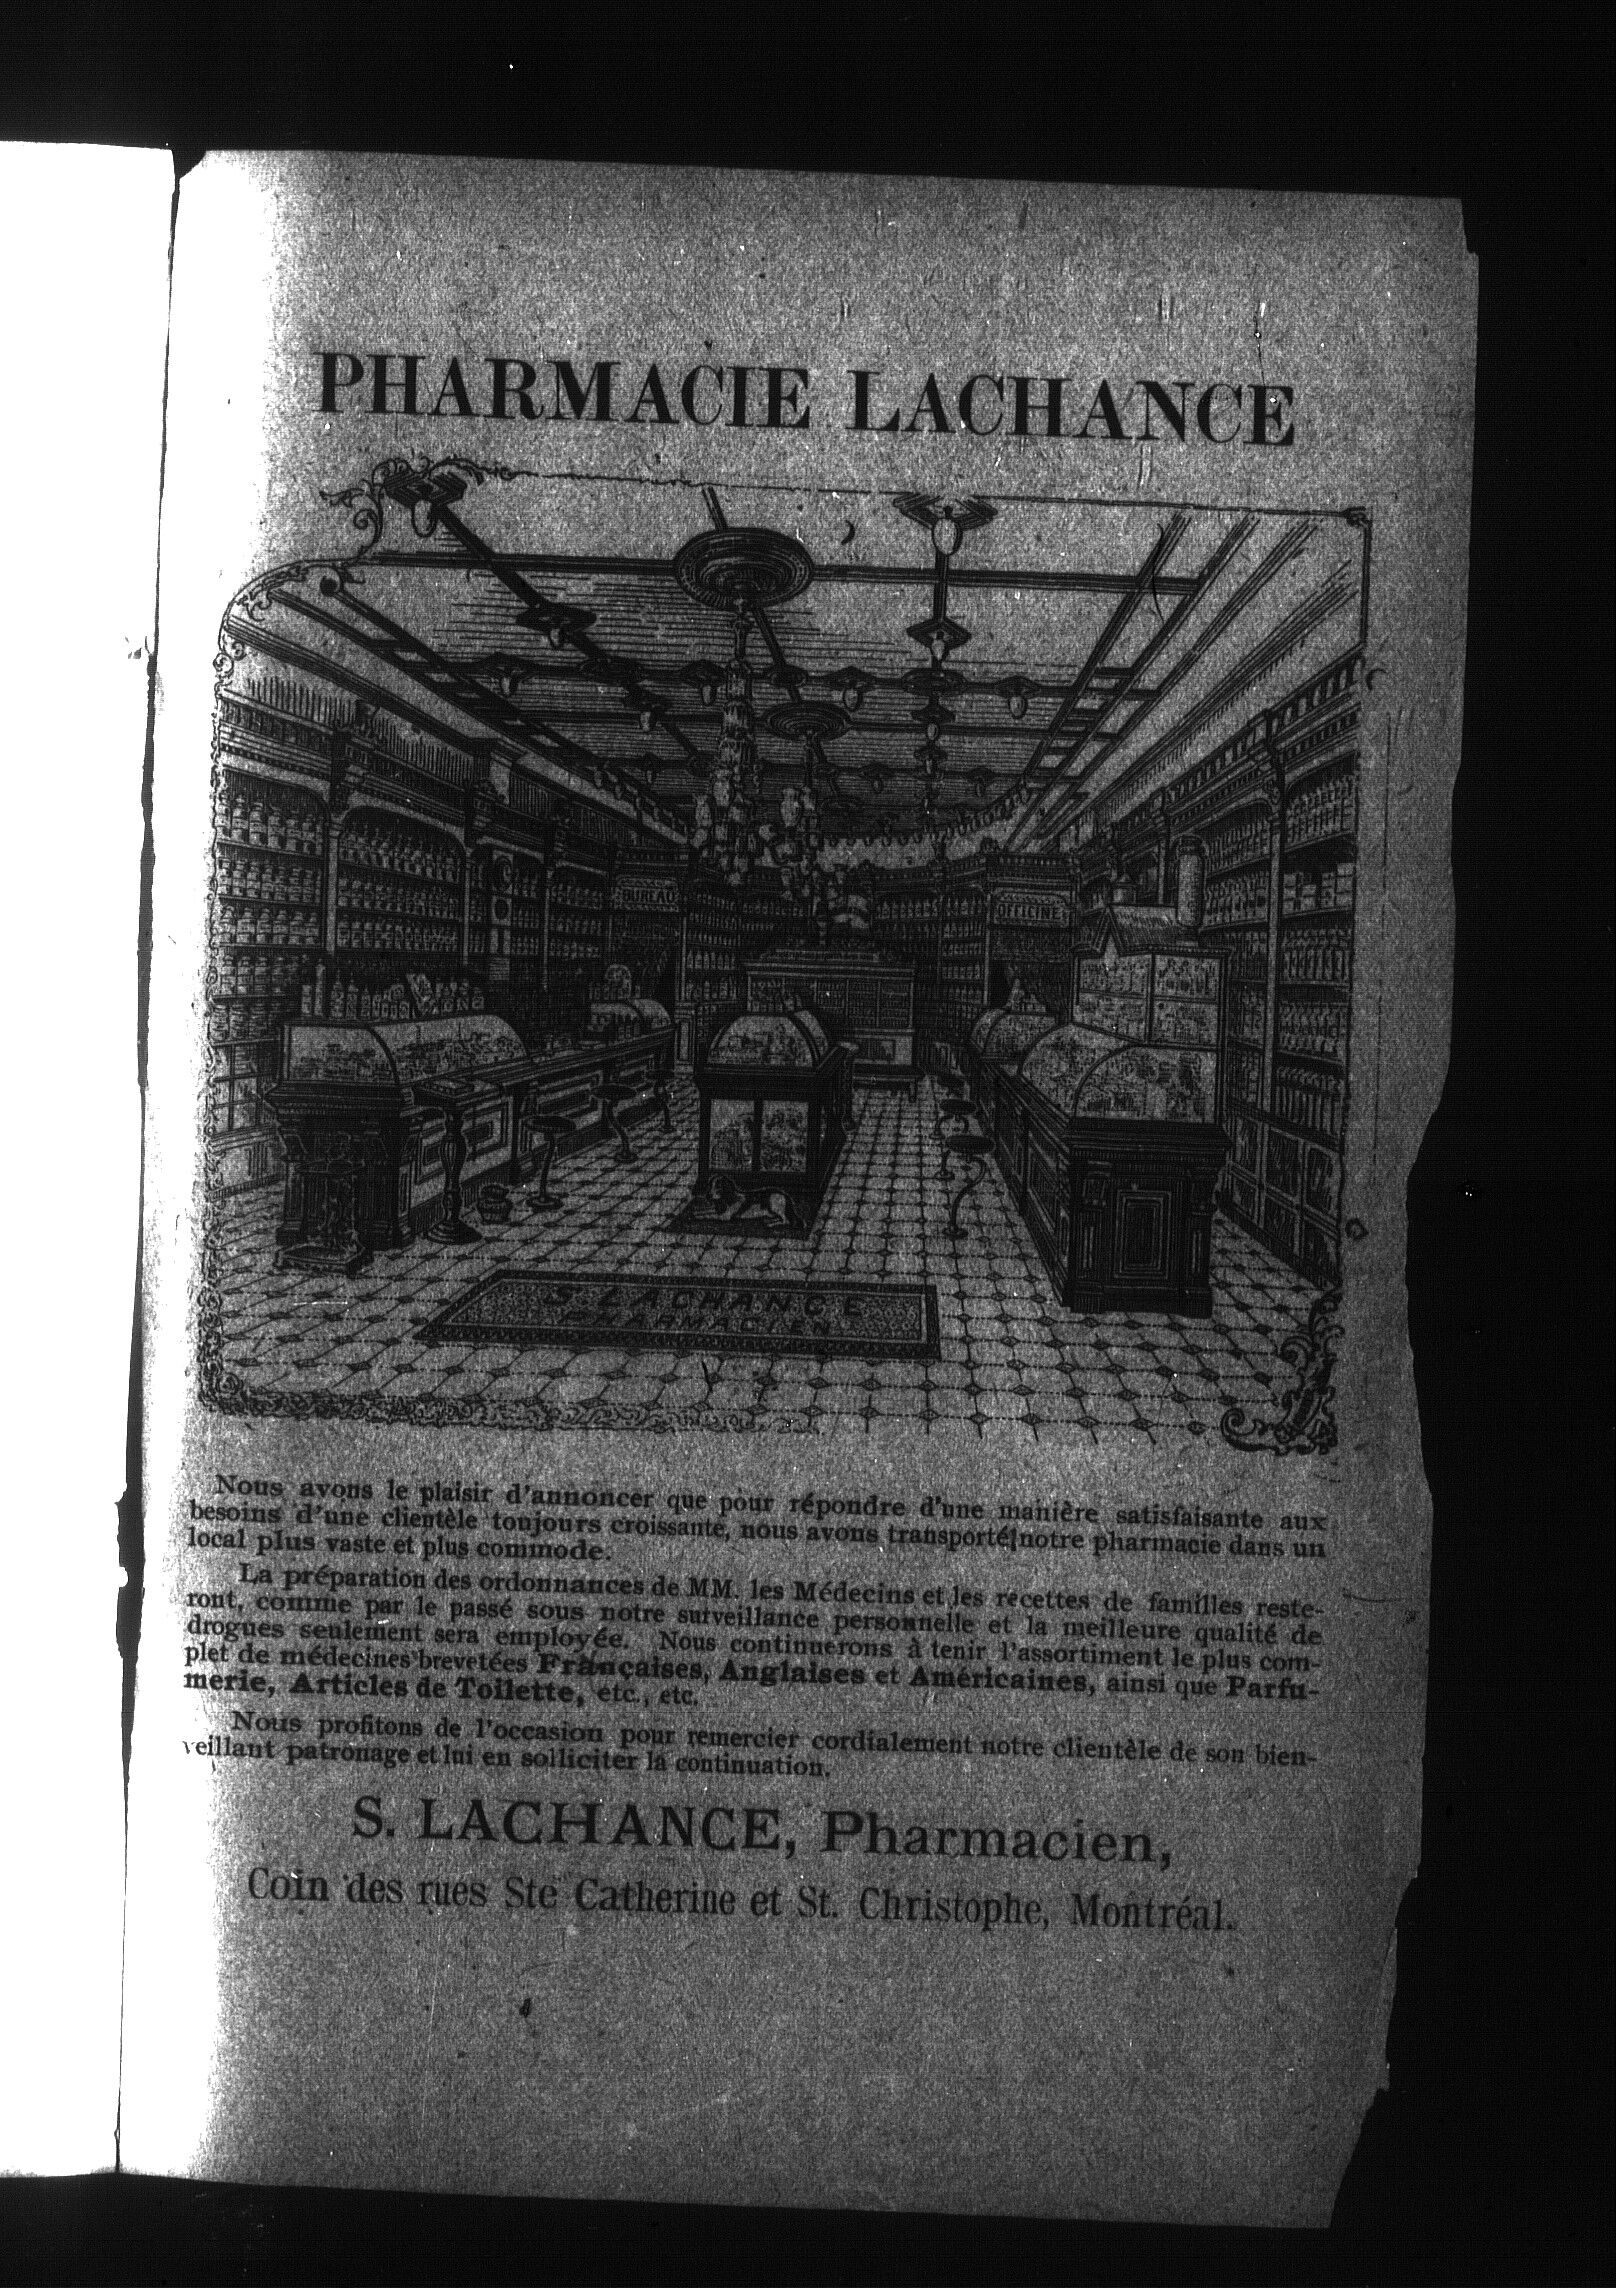 PHARMACIE LACHANCE
BUREAU
OFFICINE
S. LACHANCE
PHARMACIEN
Nous avons le plaisir d'annoncer que pour répondre d'une manière satisfaisante aux
besoins d'une clientèle toujours croissante, nous avons transporté notre pharmacie dans un
local plus vaste et plus commode.
La préparation des ordonnances de MM. les Médecins et les recettes de familles reste-
ront, comme par le passé sous notre surveillance personnelle et la meilleure qualité de
drogues seulement sera employée. Nous continuerons à tenir l'assortiment le plus com-
plet de médecines brevetées Françaises, Anglaises et Américaines, ainsi que Parfu-
merie, Articles de Toilette, etc., etc.
Nous profitons de l'occasion pour remercier cordialement notre clientèle de son bien-
veillant patronage et lui en solliciter la continuation.
S. LACHANCE, Pharmacien,
Coin des rues Ste Catherine et St. Christophe, Montréal.